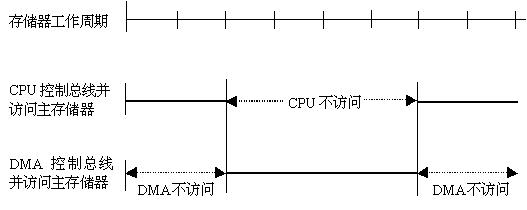 存储器工作周期
CPU 控制总线并
访问主存储器
CPU 不访问
DMA 控制总线
并访问主存储器
DMA不访问
DMA不访问